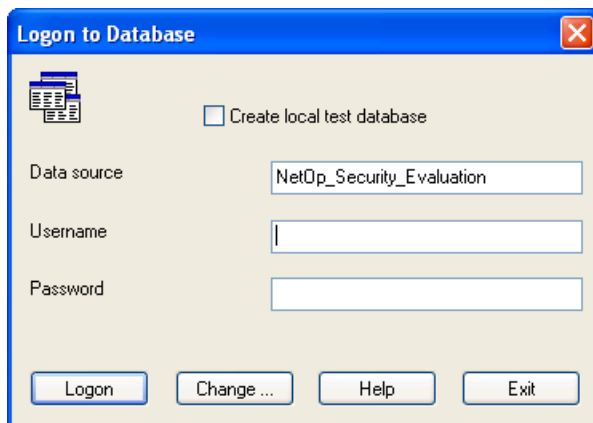 Logon to Database
Create local test database
Data source
NetOp_Security_Evaluation
Username
Password
Logon
Change ...
Help
Exit